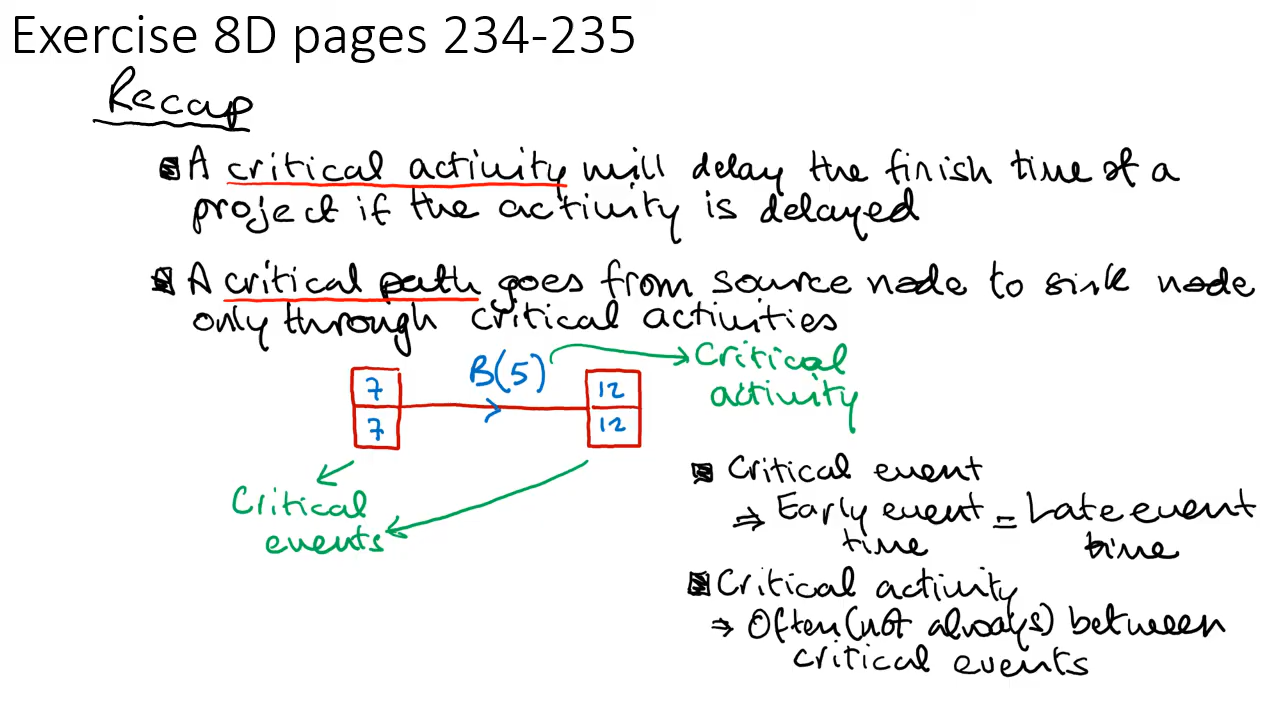 Exercise 8D pages 234-235
Recap
A critical activity will delay the finish time of a
project if the activity is delayed
A critical path goes from source node to sink node
only through critical activities
B(5)
Critical
activity
7
7
12
12
Critical
events
Critical event
⇒ Early event = Late event
time time
Critical activity
⇒ Often (not always) between
critical events